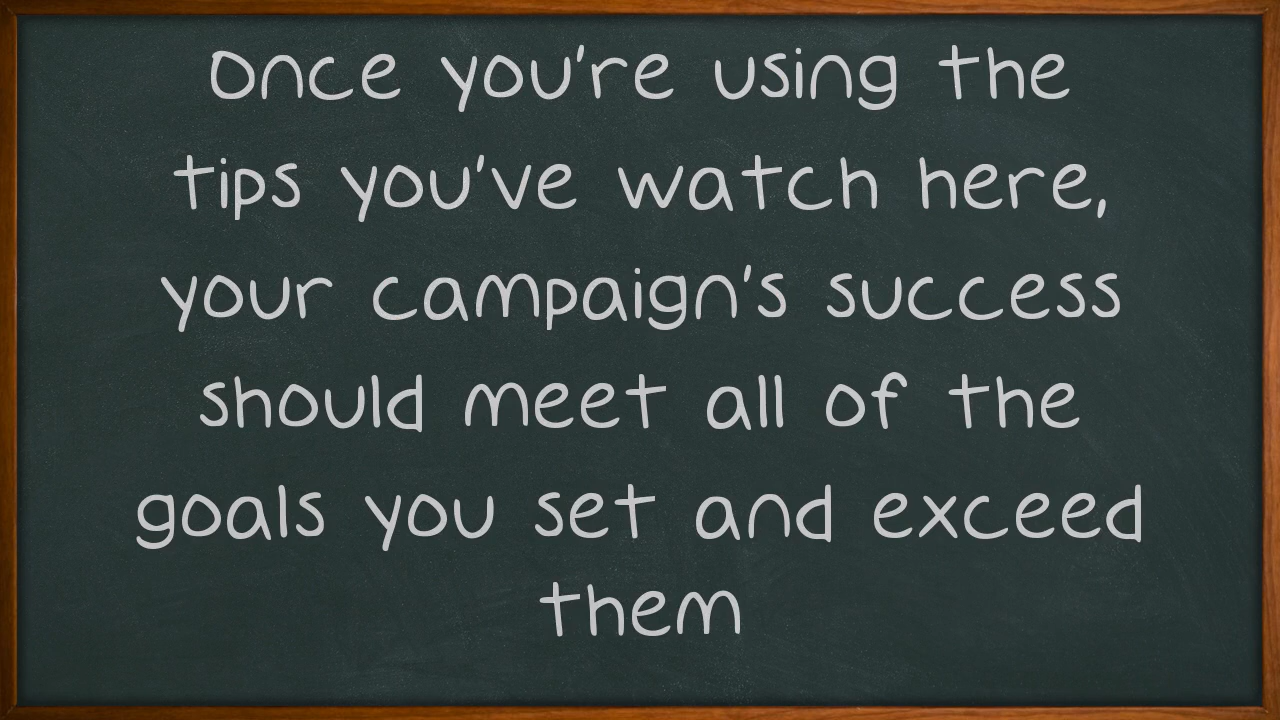 Once you're using the
tips you've watch here,
your campaign's success
should meet all of the
goals you set and exceed
them